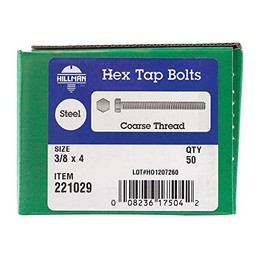 HILLMAN
Hex Tap Bolts
Steel
Coarse Thread
LOT#HO1207260
SIZE
3/8 x 4
QTY
50
ITEM
221029
0 08236 17504 2